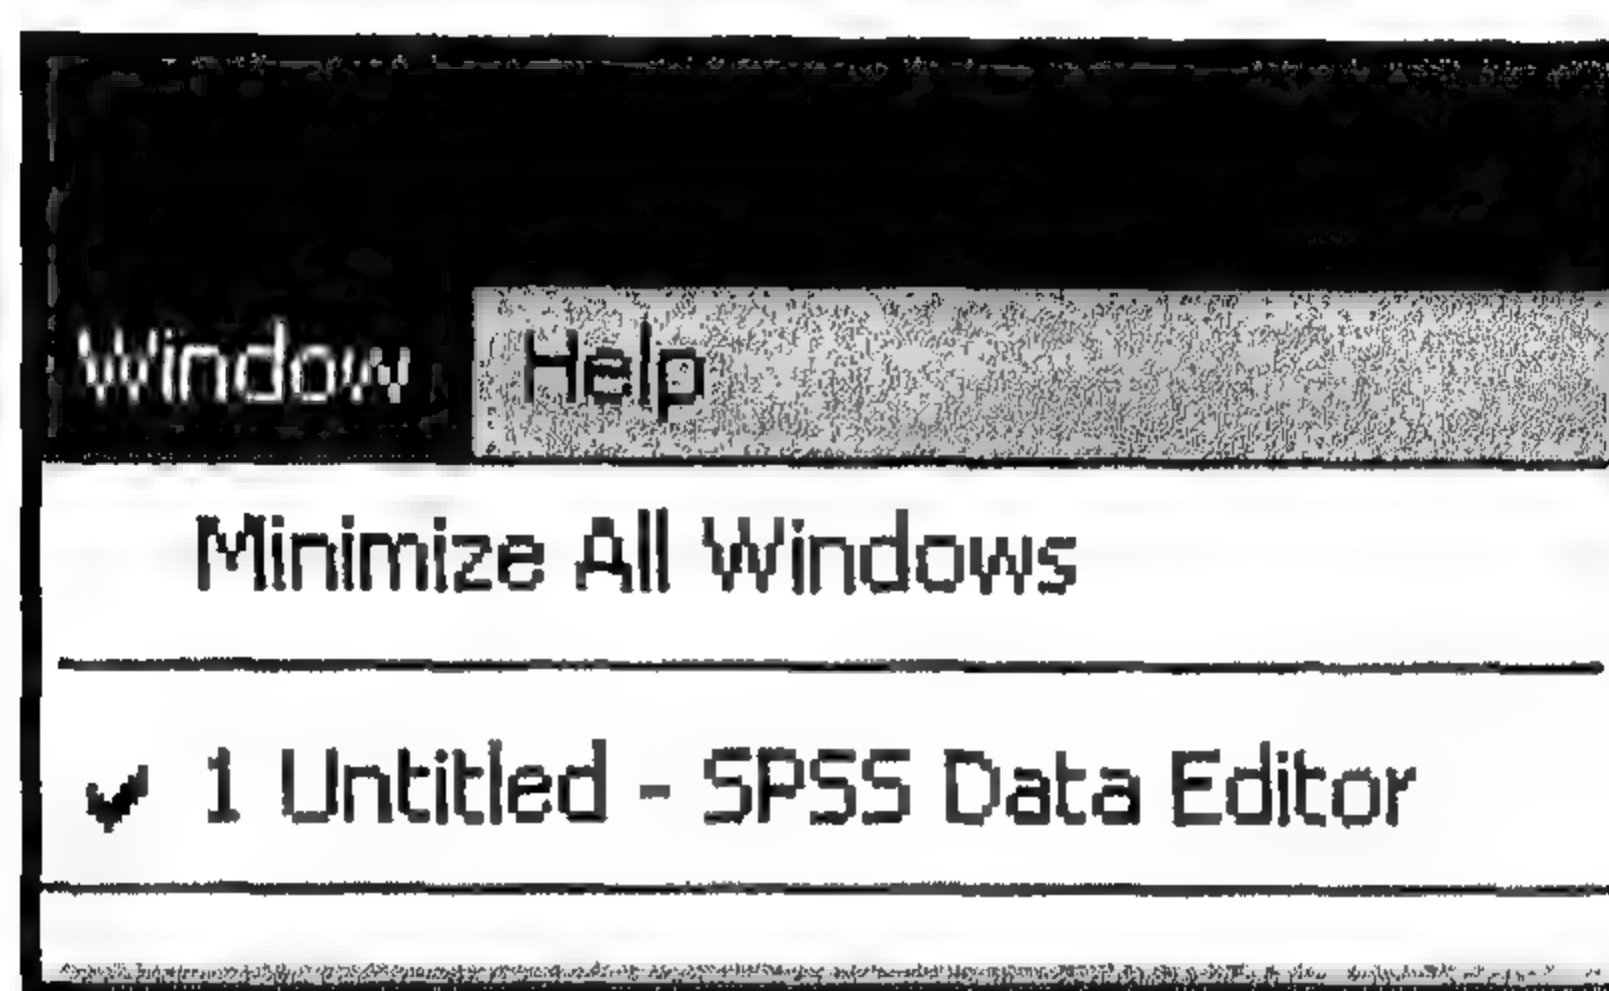 Window Help
Minimize All Windows
✓ 1 Untitled - SPSS Data Editor